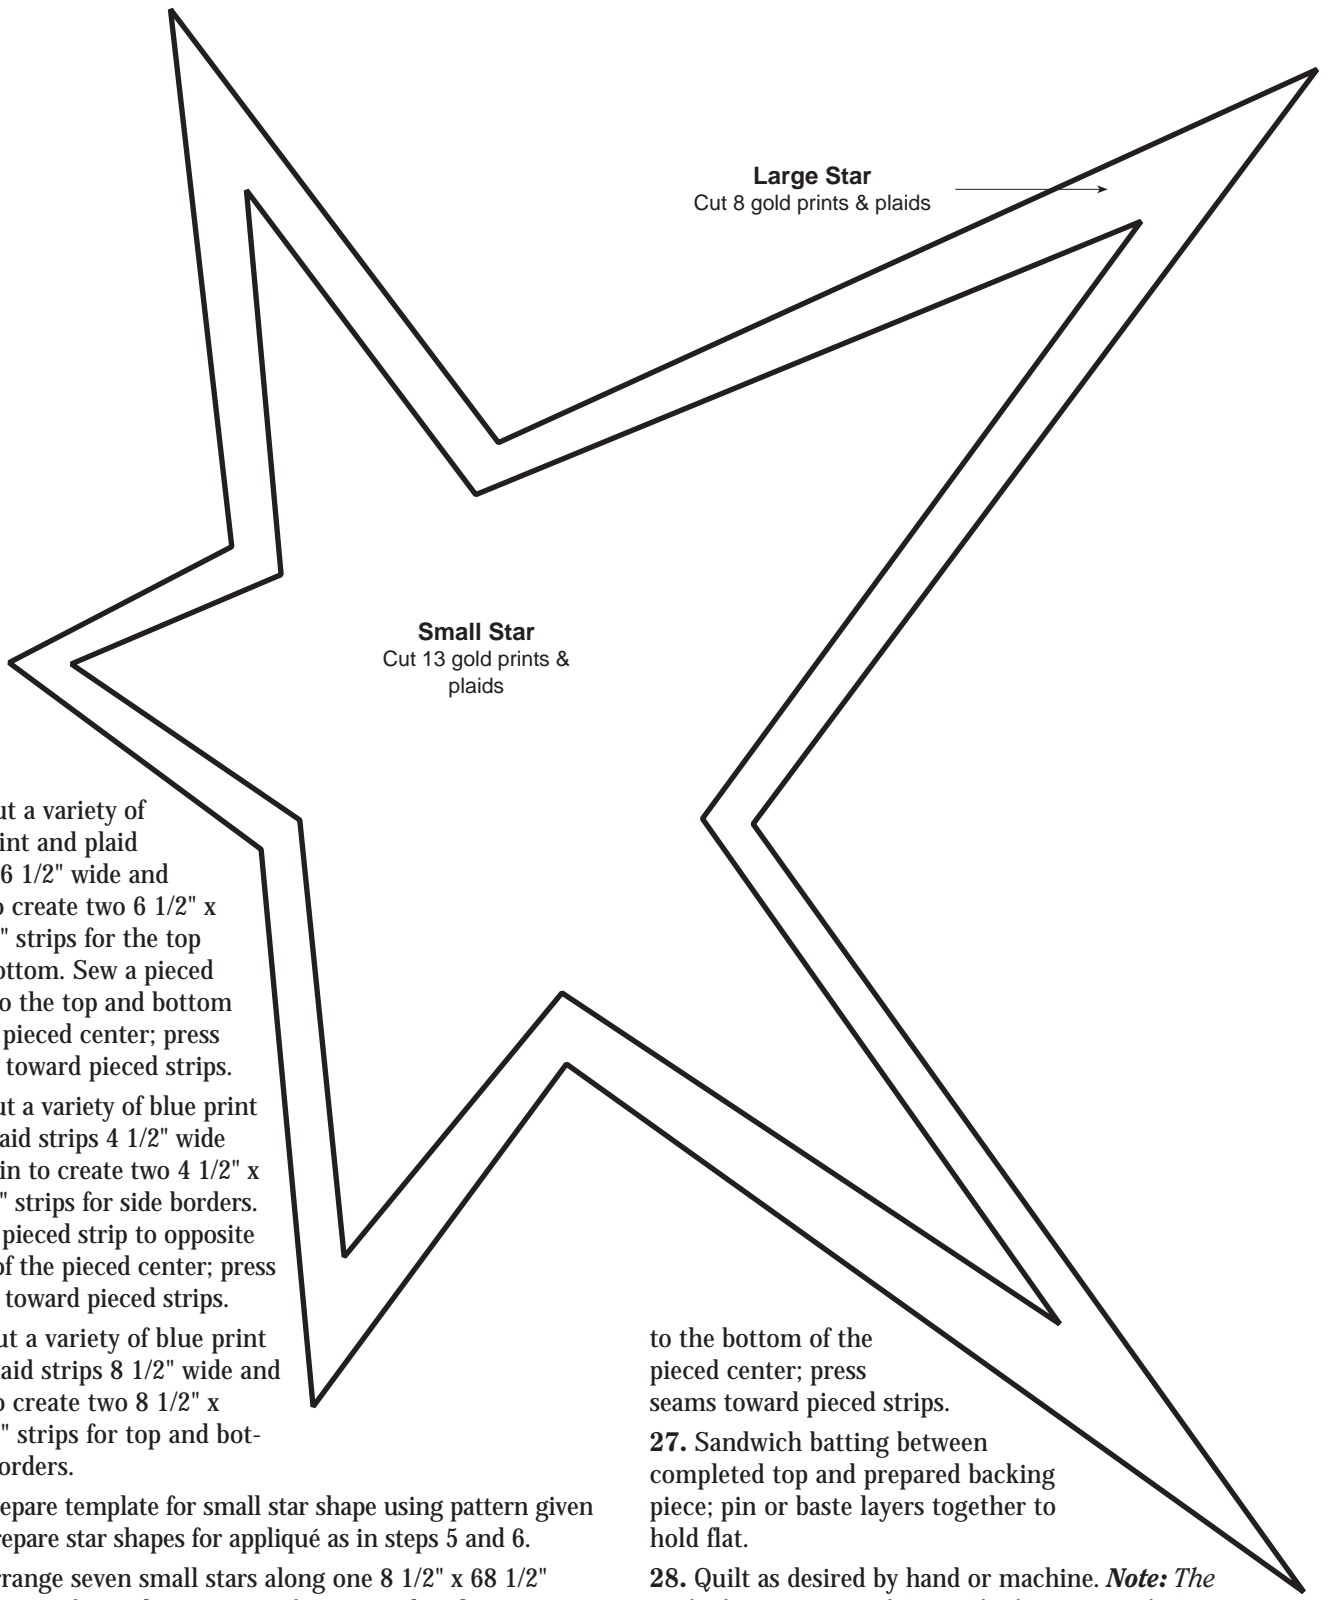 Large Star
Cut 8 gold prints & plaids
Small Star
Cut 13 gold prints &
plaids
ut a variety of
int and plaid
6 1/2" wide and
o create two 6 1/2" x
" strips for the top
ottom. Sew a pieced
o the top and bottom
pieced center; press
toward pieced strips.
ut a variety of blue print
aid strips 4 1/2" wide
in to create two 4 1/2" x
" strips for side borders.
pieced strip to opposite
of the pieced center; press
toward pieced strips.
ut a variety of blue print
aid strips 8 1/2" wide and
o create two 8 1/2" x
" strips for top and bot-
orders.
epare template for small star shape using pattern given
repare star shapes for appliqué as in steps 5 and 6.
rrange seven small stars along one 8 1/2" x 68 1/2"
to the bottom of the
pieced center; press
seams toward pieced strips.
27. Sandwich batting between
completed top and prepared backing
piece; pin or baste layers together to
hold flat.
28. Quilt as desired by hand or machine. Note: The